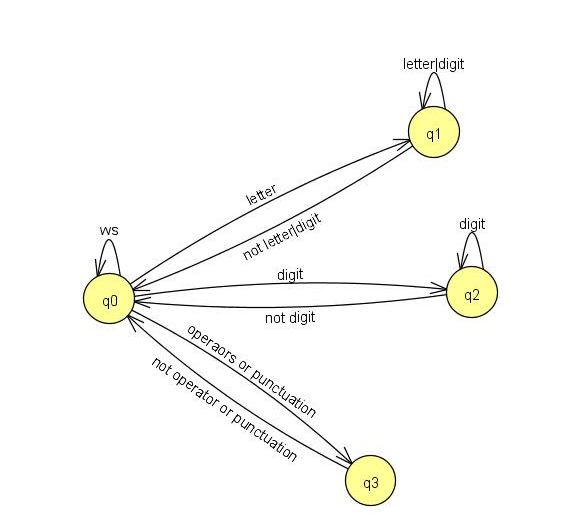 letter|digit
q1
letter
not letter|digit
ws
digit
q0
digit
q2
not digit
operaors or punctuation
not operator or punctuation
q3